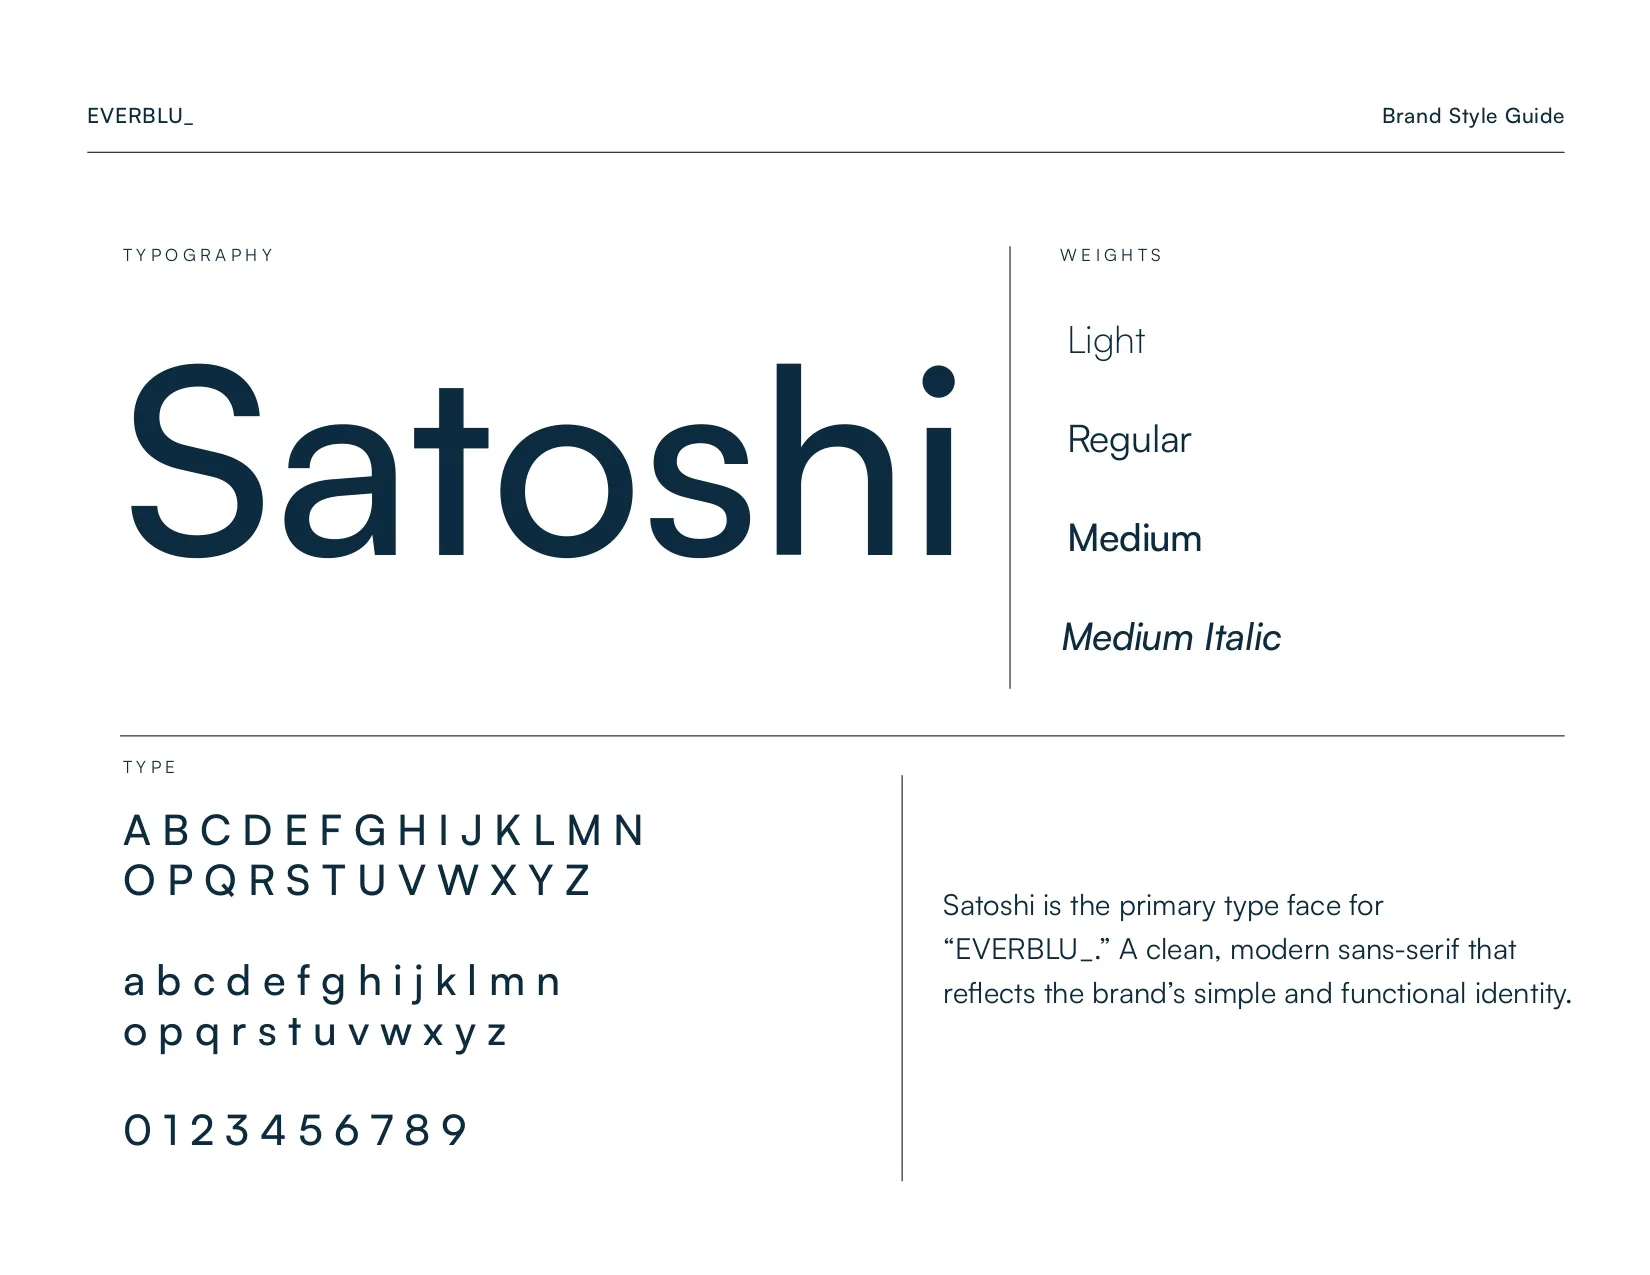 EVERBLU_
Brand Style Guide
TYPOGRAPHY
Satoshi
WEIGHTS
Light
Regular
Medium
Medium Italic
TYPE
A B C D E F G H I J K L M N
O P Q R S T U V W X Y Z
a b c d e f g h i j k l m n
o p q r s t u v w x y z
0 1 2 3 4 5 6 7 8 9
Satoshi is the primary type face for
“EVERBLU_.” A clean, modern sans-serif that
reflects the brand’s simple and functional identity.